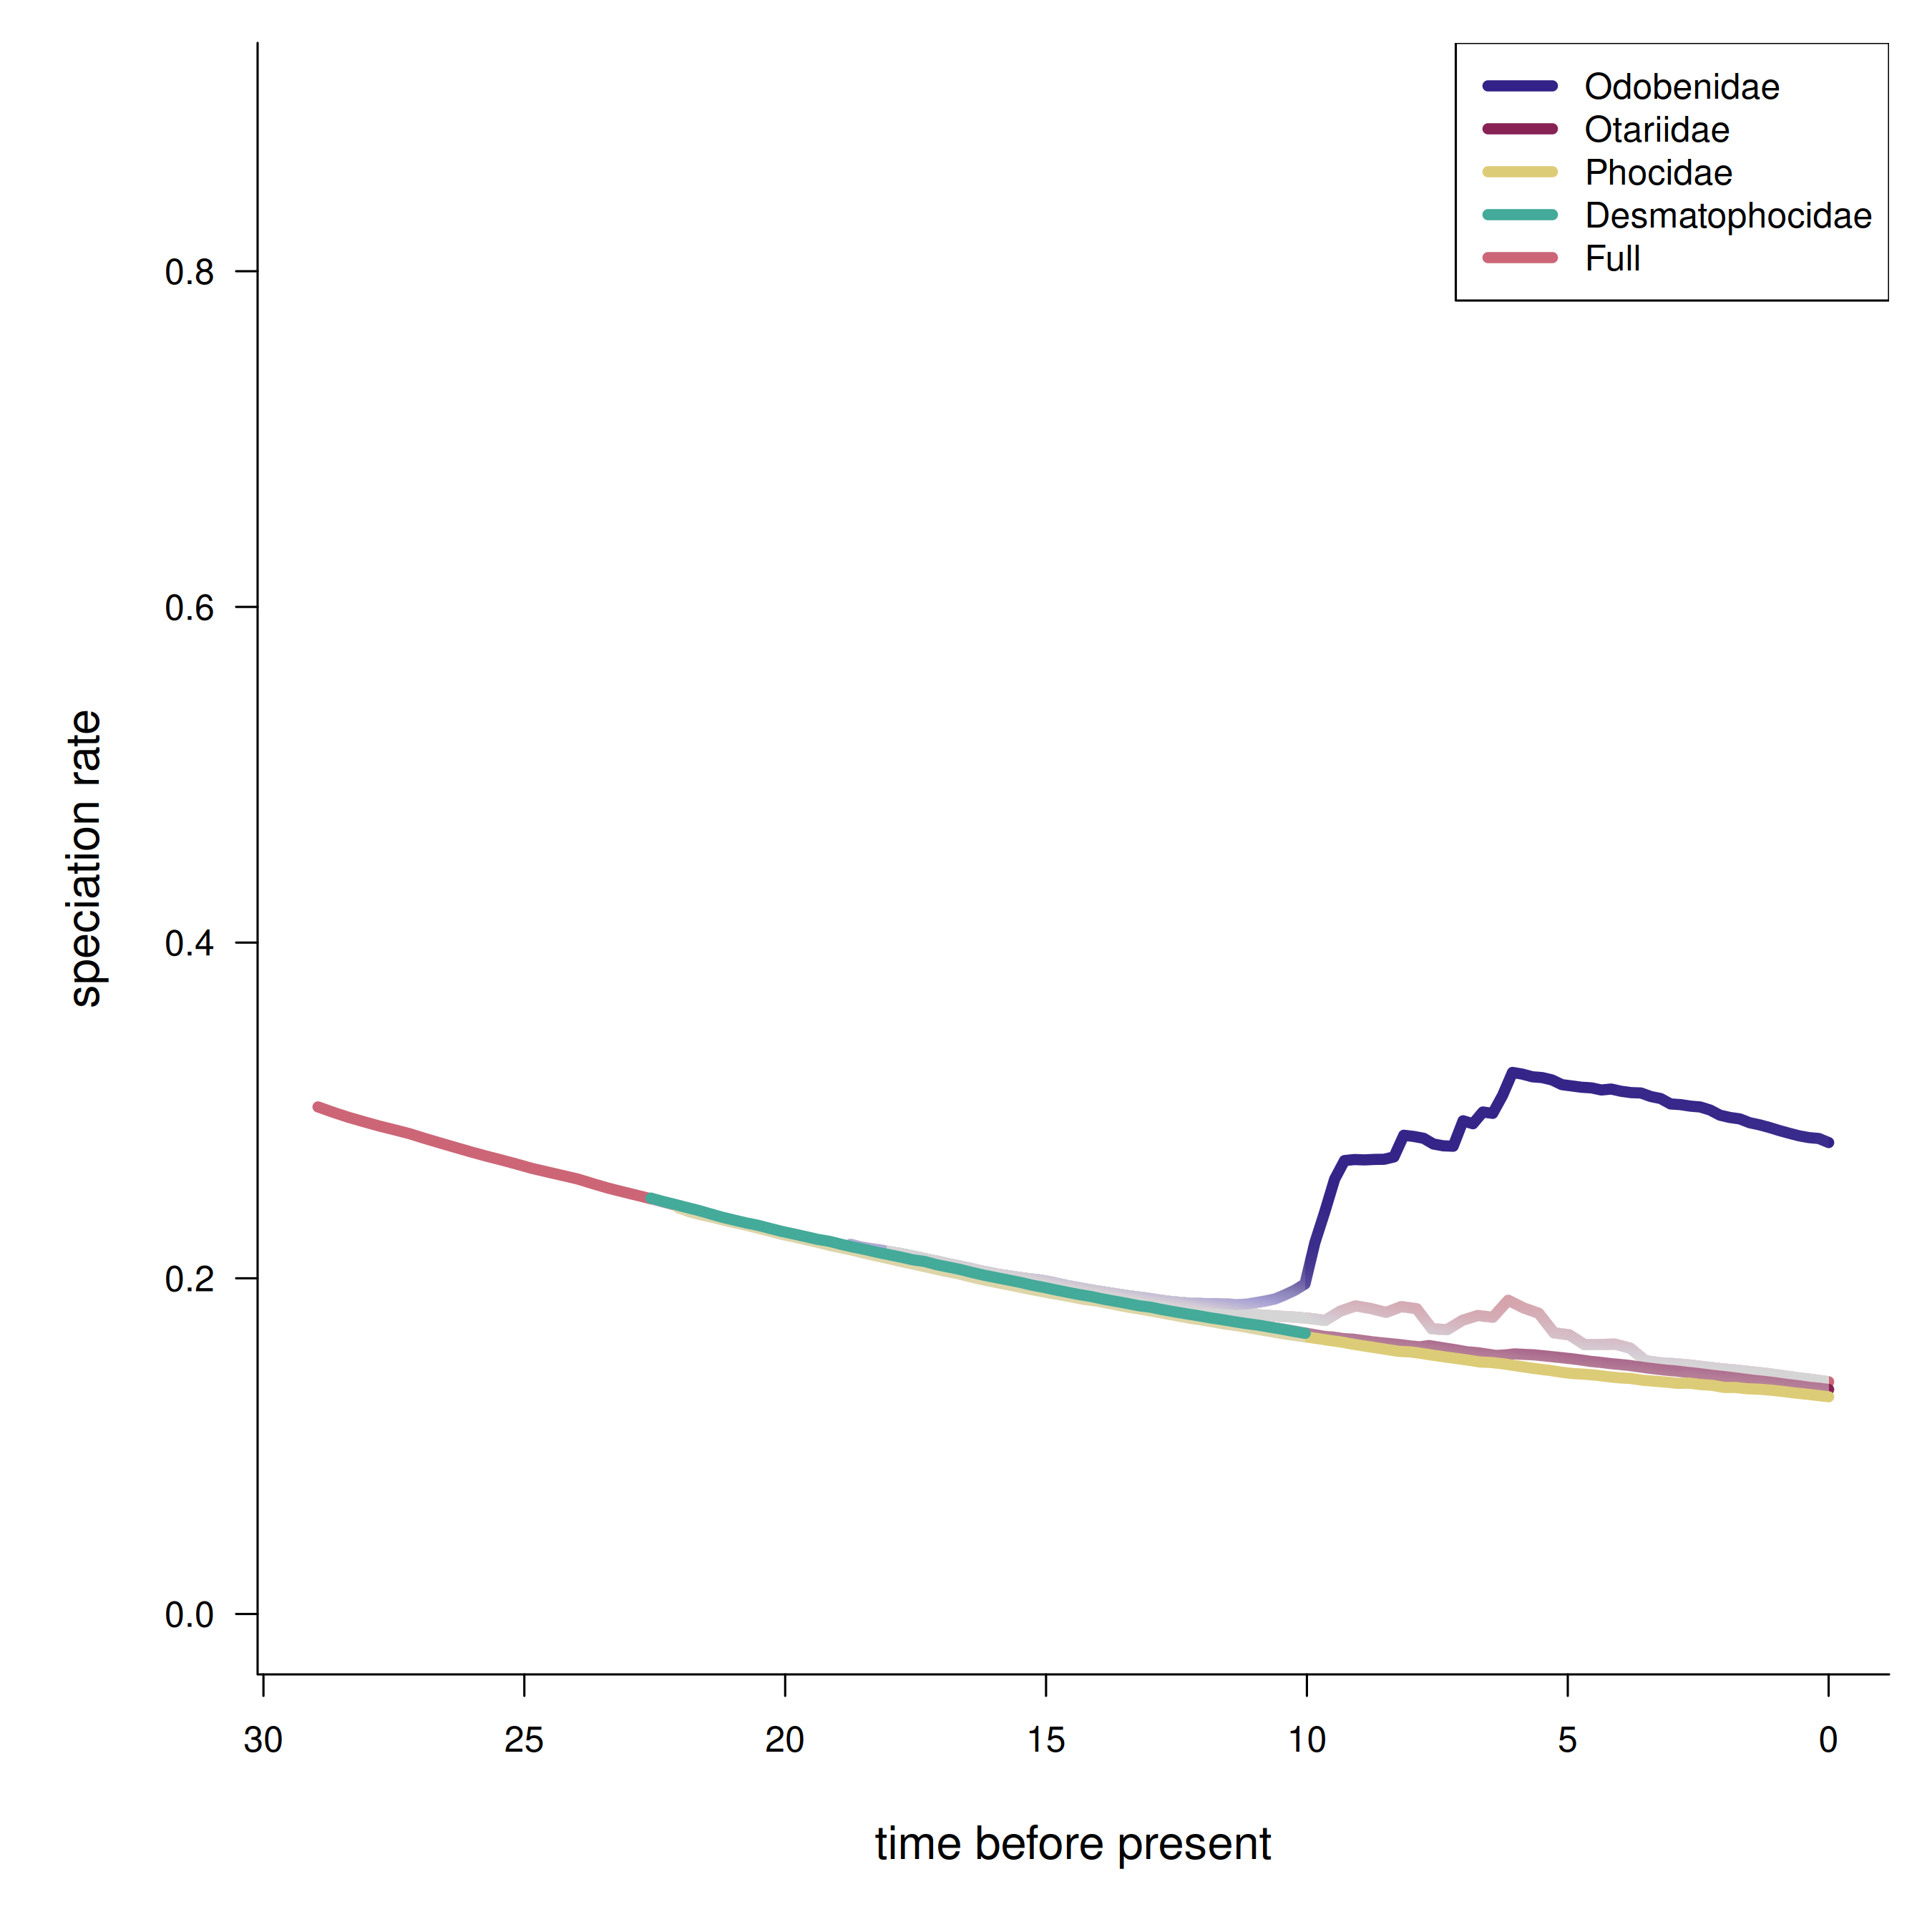 Odobenidae
Otariidae
Phocidae
Desmatophocidae
Full
0.8
0.6
0.4
0.2
0.0
speciation rate
30 25 20 15 10 5 0
time before present